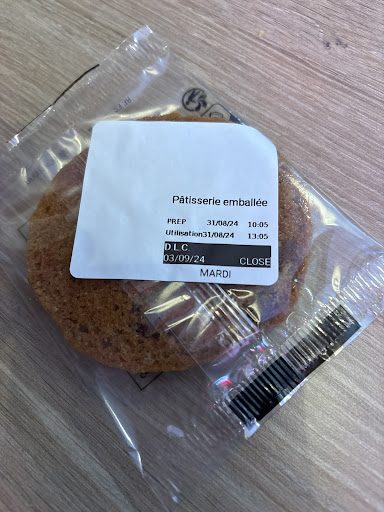 Pâtisserie emballée
PREP 31/08/24 10:05
Utilisation31/08/24 13:05
D.L.C.
03/09/24 CLOSE
MARDI